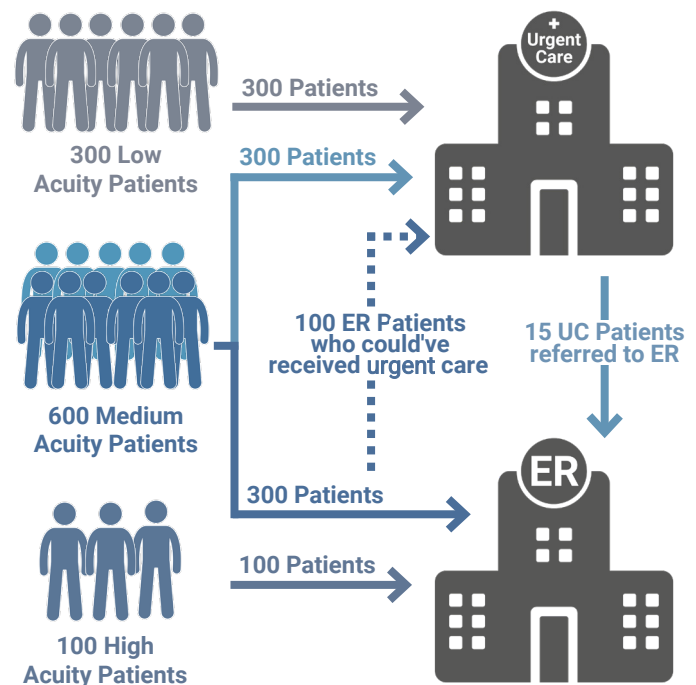 +
Urgent
Care
300 Patients
300 Low
Acuity Patients
300 Patients
100 ER Patients
who could've
received urgent care
15 UC Patients
referred to ER
600 Medium
Acuity Patients
ER
300 Patients
100 Patients
100 High
Acuity Patients